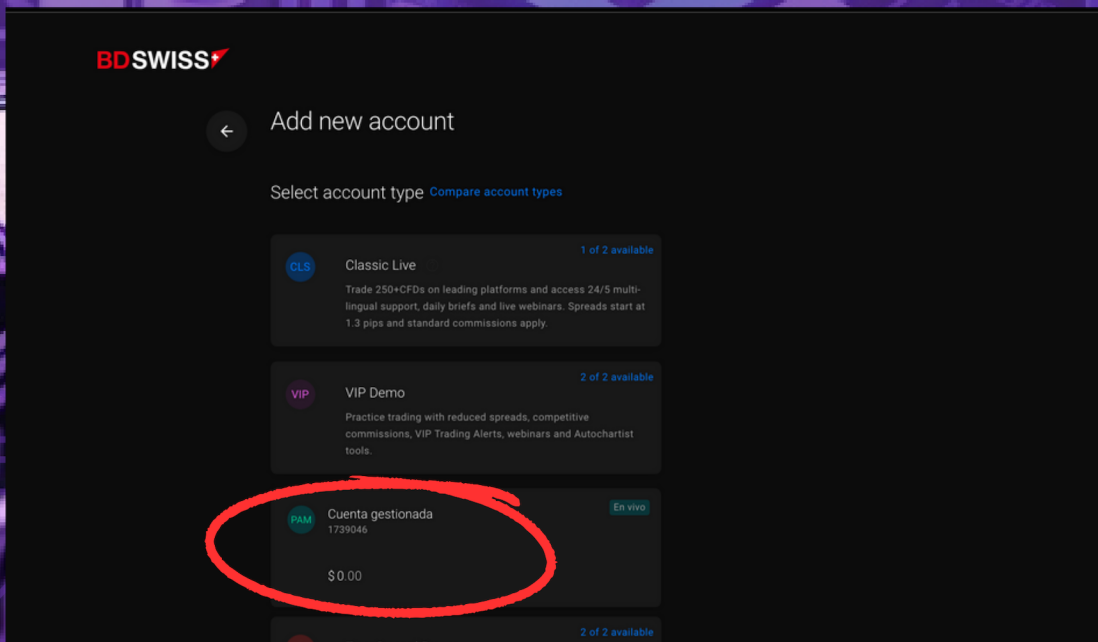 BDSWISS
Add new account
Select account type Compare account types
1 of 2 available
CLS
Classic Live
Trade 250+CFDs on leading platforms and access 24/5 multi-
lingual support, daily briefs and live webinars. Spreads start at
1.3 pips and standard commissions apply.
2 of 2 available
VIP
VIP Demo
Practice trading with reduced spreads, competitive
commissions, VIP Trading Alerts, webinars and Autochartist
tools.
En vivo
PAM
Cuenta gestionada
1739046
$0.00
2 of 2 available